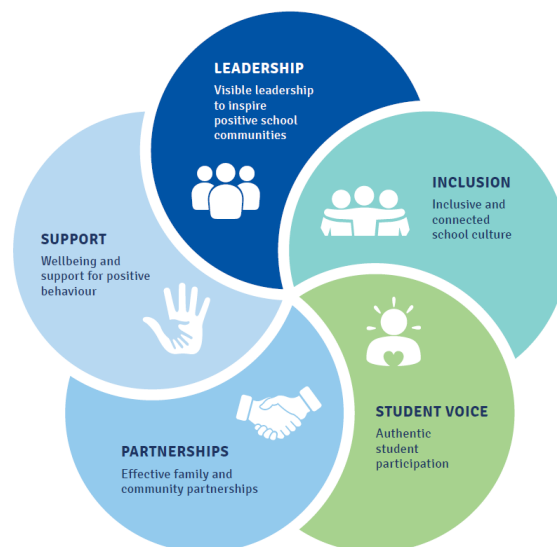 LEADERSHIP
Visible leadership
to inspire
positive school
communities
INCLUSION
Inclusive and
connected
school culture
STUDENT VOICE
Authentic
student
participation
PARTNERSHIPS
Effective family and
community partnerships
SUPPORT
Wellbeing and
support for positive
behaviour